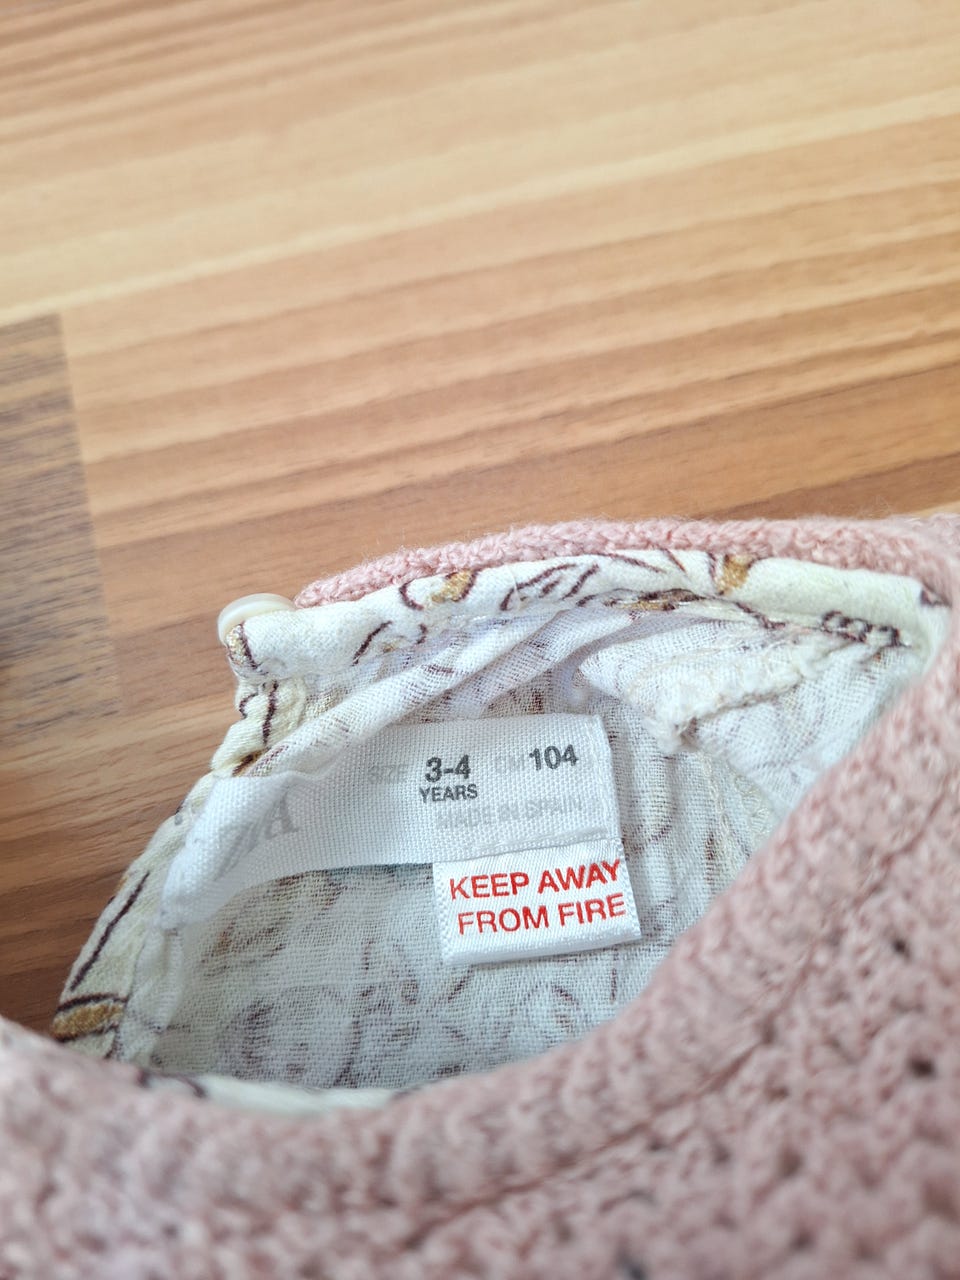 SIZE 3-4 CM 104
YEARS
MADE IN SPAIN
KEEP AWAY
FROM FIRE